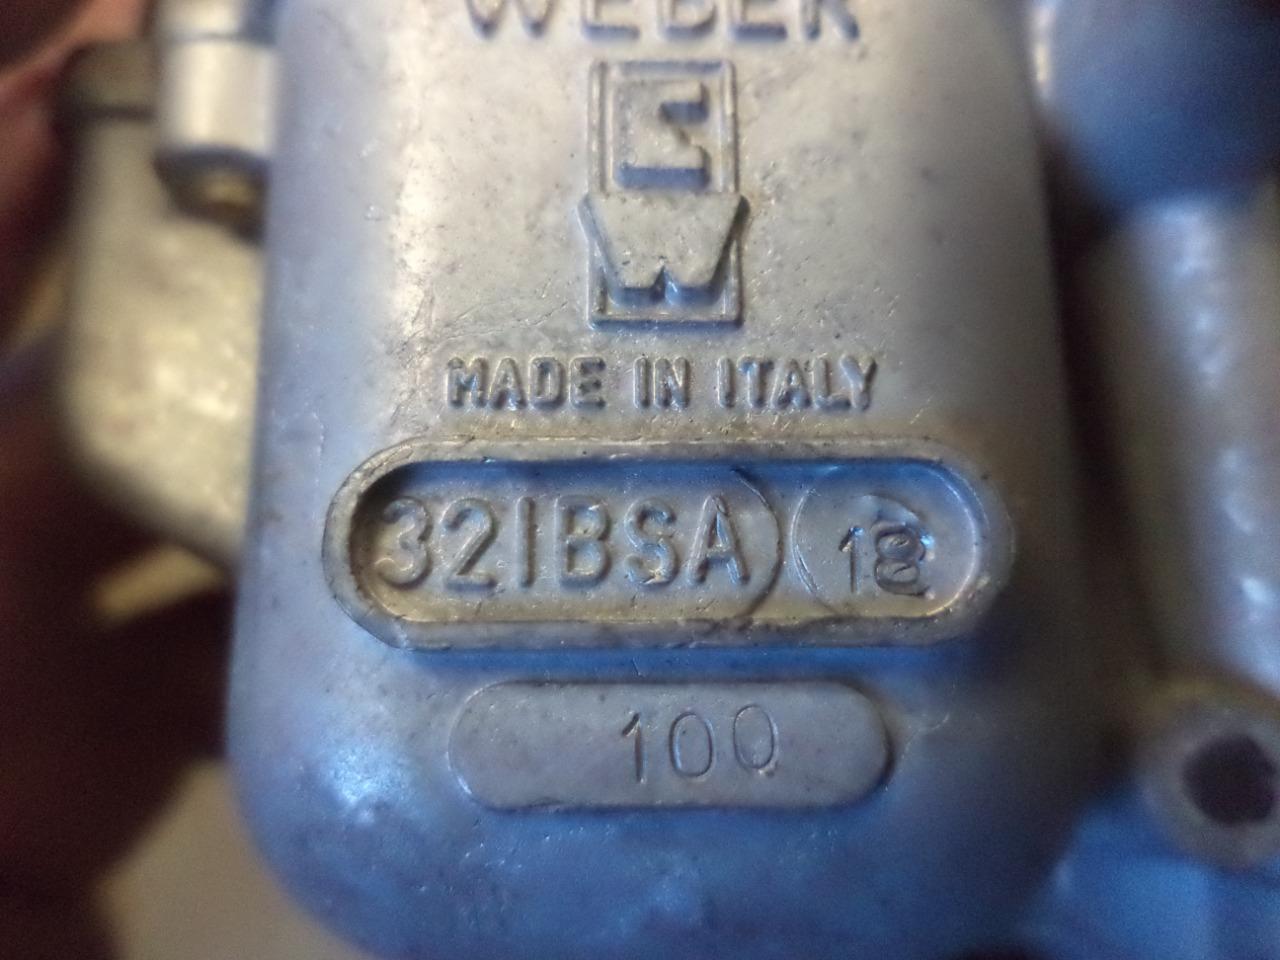 WEBER
W
MADE IN ITALY
32IBSA 18
100